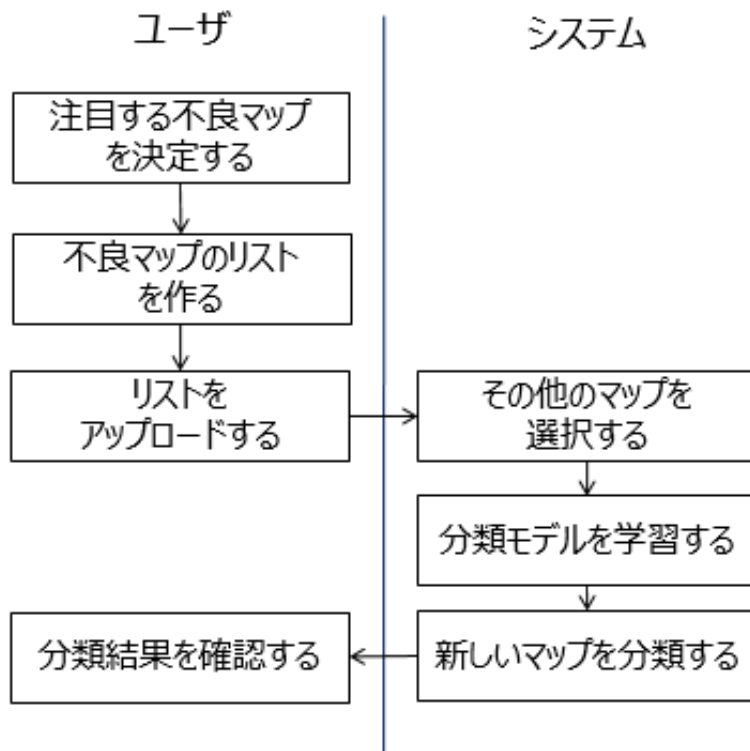 ユーザ
システム
注目する不良マップ
を決定する
不良マップのリスト
を作る
リストを
アップロードする
その他のマップを
選択する
分類モデルを学習する
新しいマップを分類する
分類結果を確認する